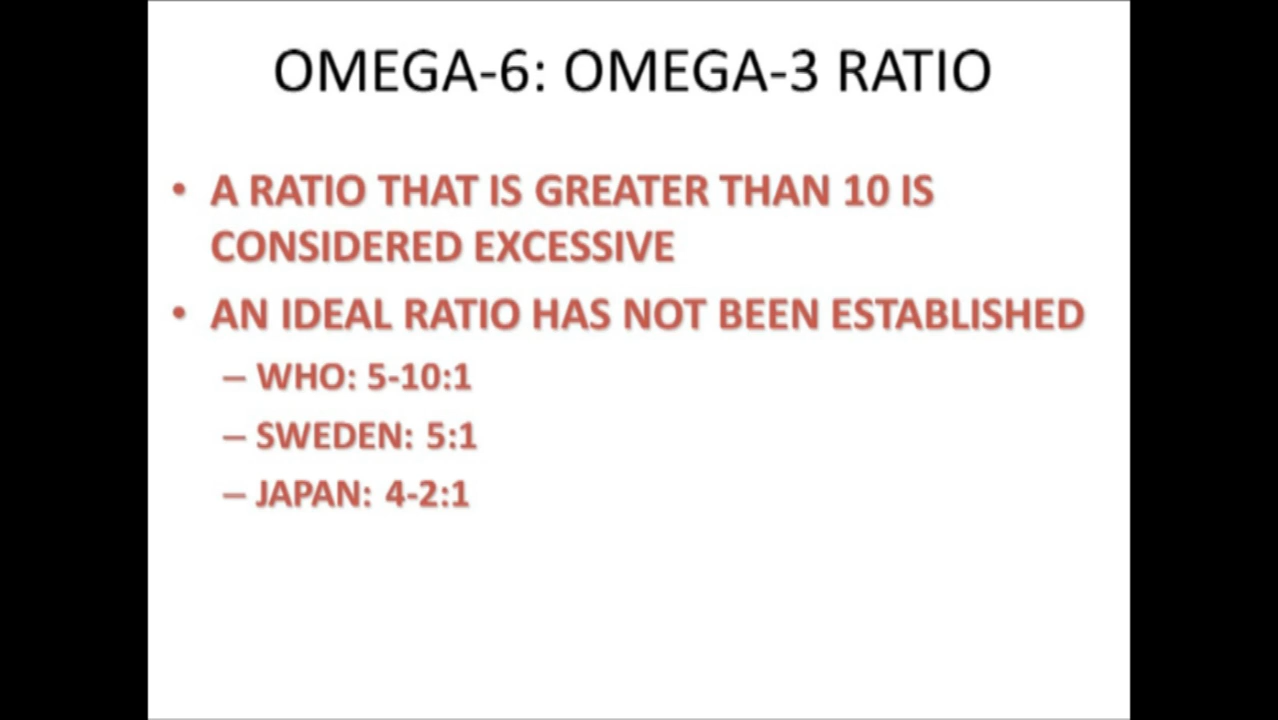 OMEGA-6: OMEGA-3 RATIO
• A RATIO THAT IS GREATER THAN 10 IS
CONSIDERED EXCESSIVE
• AN IDEAL RATIO HAS NOT BEEN ESTABLISHED
– WHO: 5-10:1
– SWEDEN: 5:1
– JAPAN: 4-2:1